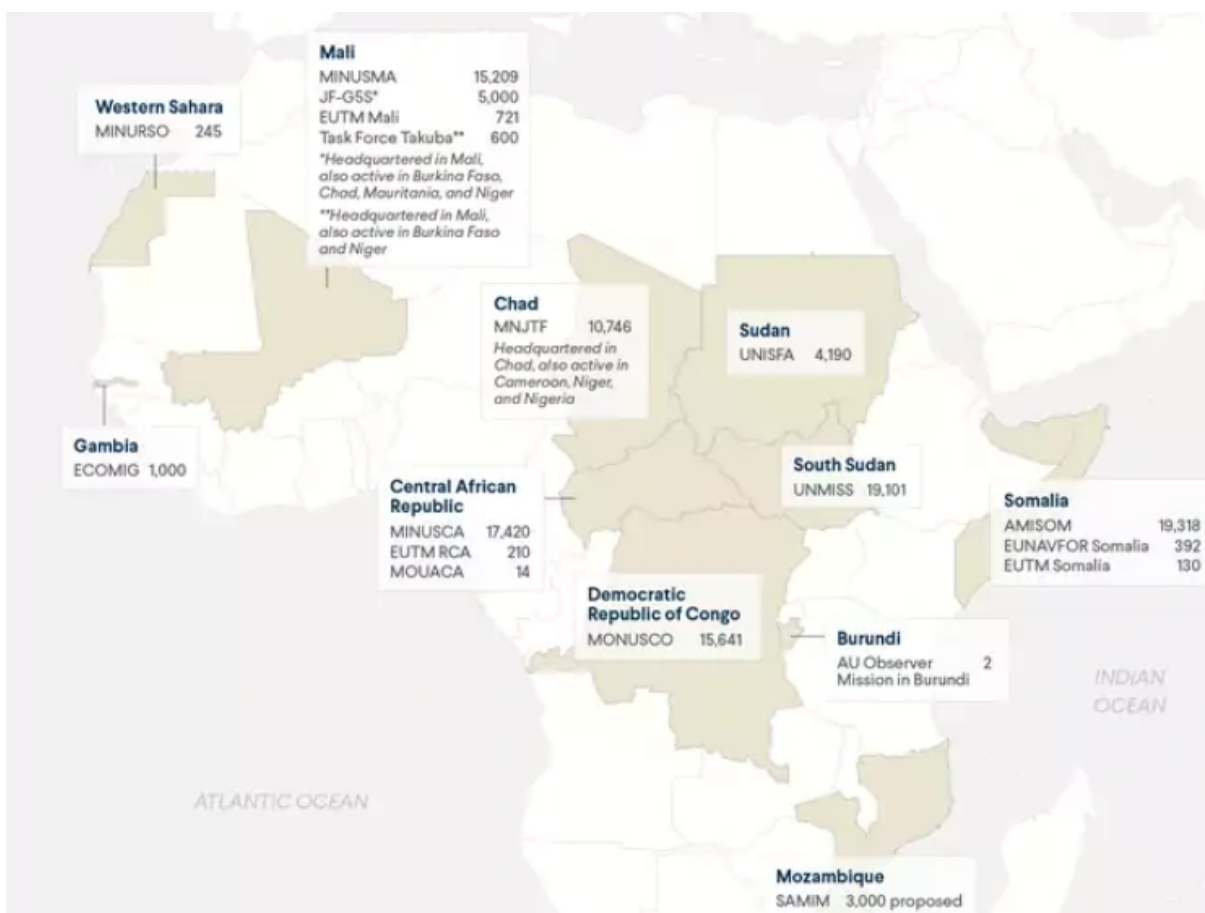 Mali
MINUSMA 15,209
JF-G5S* 5,000
EUTM Mali 721
Task Force Takuba** 600
*Headquartered in Mali,
also active in Burkina Faso,
Chad, Mauritania, and Niger
**Headquartered in Mali,
also active in Burkina Faso
and Niger
Western Sahara
MINURSO 245
Chad
MNJTF 10,746
Headquartered in
Chad, also active in
Cameroon, Niger,
and Nigeria
Sudan
UNISFA 4,190
Gambia
ECOMIG 1,000
Central African
Republic
MINUSCA 17,420
EUTM RCA 210
MOUACA 14
South Sudan
UNMISS 19,101
Somalia
AMISOM 19,318
EUNAVFOR Somalia 392
EUTM Somalia 130
Democratic
Republic of Congo
MONUSCO 15,641
Burundi
AU Observer 2
Mission in Burundi
INDIAN
OCEAN
ATLANTIC OCEAN
Mozambique
SAMIM 3,000 proposed